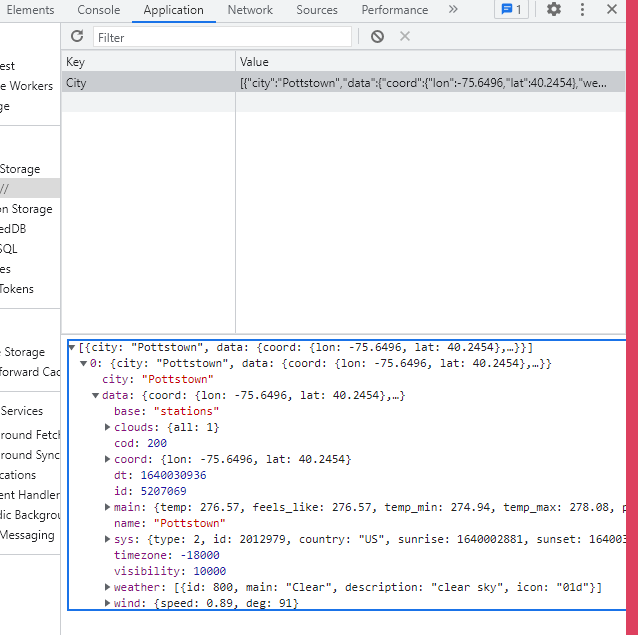 Elements Console Application Network Sources Performance » 1
Filter
Key Value
City [{"city":"Pottstown","data":{"coord":{"lon":-75.6496,"lat":40.2454},"we...
est
e Workers
ge
Storage
//
on Storage
edDB
SQL
es
Tokens
e Storage
forward Cac
Services
round Fetch
round Sync
cations
ent Handler
dic Backgrou
Messaging
[{city: "Pottstown", data: {coord: {lon: -75.6496, lat: 40.2454},…}}]
0: {city: "Pottstown", data: {coord: {lon: -75.6496, lat: 40.2454},…}}
city: "Pottstown"
data: {coord: {lon: -75.6496, lat: 40.2454},…}
base: "stations"
clouds: {all: 1}
cod: 200
coord: {lon: -75.6496, lat: 40.2454}
dt: 1640030936
id: 5207069
main: {temp: 276.57, feels_like: 276.57, temp_min: 274.94, temp_max: 278.08, p
name: "Pottstown"
sys: {type: 2, id: 2012979, country: "US", sunrise: 1640002881, sunset: 16403
timezone: -18000
visibility: 10000
weather: [{id: 800, main: "Clear", description: "clear sky", icon: "01d"}]
wind: {speed: 0.89, deg: 91}